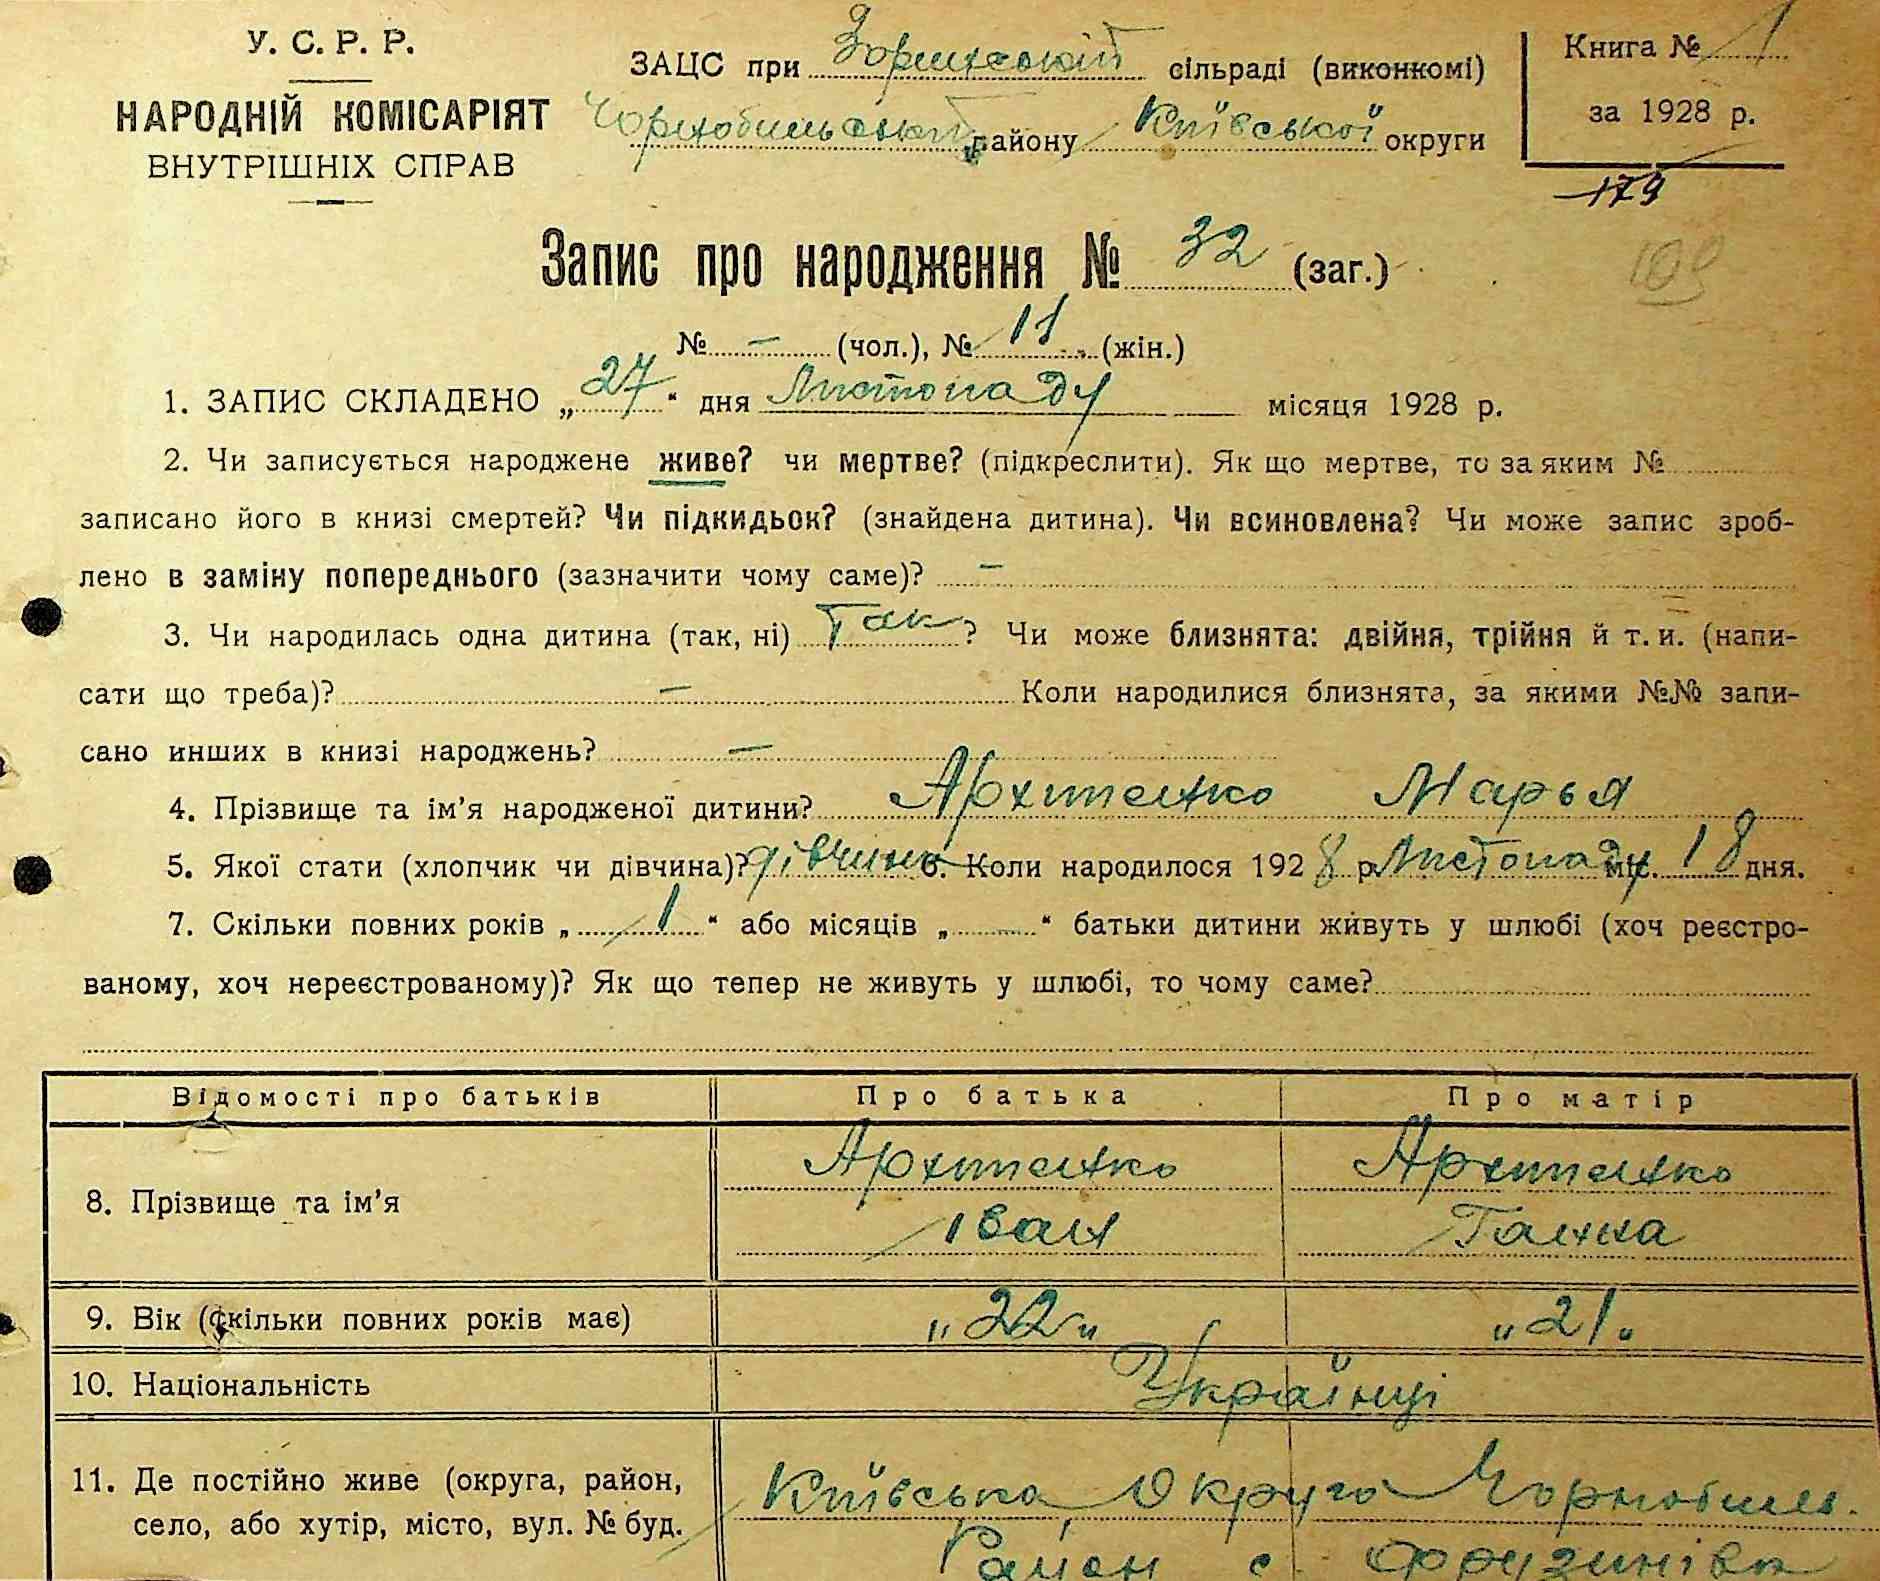 У. С. Р. Р.
НАРОДНІЙ КОМІСАРІЯТ
ВНУТРІШНІХ СПРАВ
ЗАЦС при Зоринській сільраді (виконкомі)
Чорнобильський району Київської округи
Книга № 1
за 1928 р.
179
109
Запис про народження № 32 (заг.)
№ — (чол.), № 11 (жін.)
1. ЗАПИС СКЛАДЕНО „27“ дня Листопаду місяця 1928 р.
2. Чи записується народжене живе? чи мертве? (підкреслити). Як що мертве, то за яким №
записано його в книзі смертей? Чи підкидьок? (знайдена дитина). Чи всиновлена? Чи може запис зроб-
лено в заміну попереднього (зазначити чому саме)? —
3. Чи народилась одна дитина (так, ні) Так? Чи може близнята: двійня, трійня й т. и. (напи-
сати що треба)? — Коли народилися близнята, за якими №№ запи-
сано инших в книзі народжень? —
4. Прізвище та ім'я народженої дитини? Архипенко Марья
5. Якої стати (хлопчик чи дівчина)? дівчина 6. Коли народилося 1928 р. Листопаду міс. 18 дня.
7. Скільки повних років „1“ або місяців „ “ батьки дитини живуть у шлюбі (хоч реєстро-
ваному, хоч нереєстрованому)? Як що тепер не живуть у шлюбі, то чому саме?
Відомості про батьків Про батька Про матір
8. Прізвище та ім'я Архипенко Іван Архипенко Ганна
9. Вік (скільки повних років має) „22“ „21“
10. Національність Українці
11. Де постійно живе (округа, район, Київська Округа Чорнобил.
село, або хутір, місто, вул. № буд. Район с.